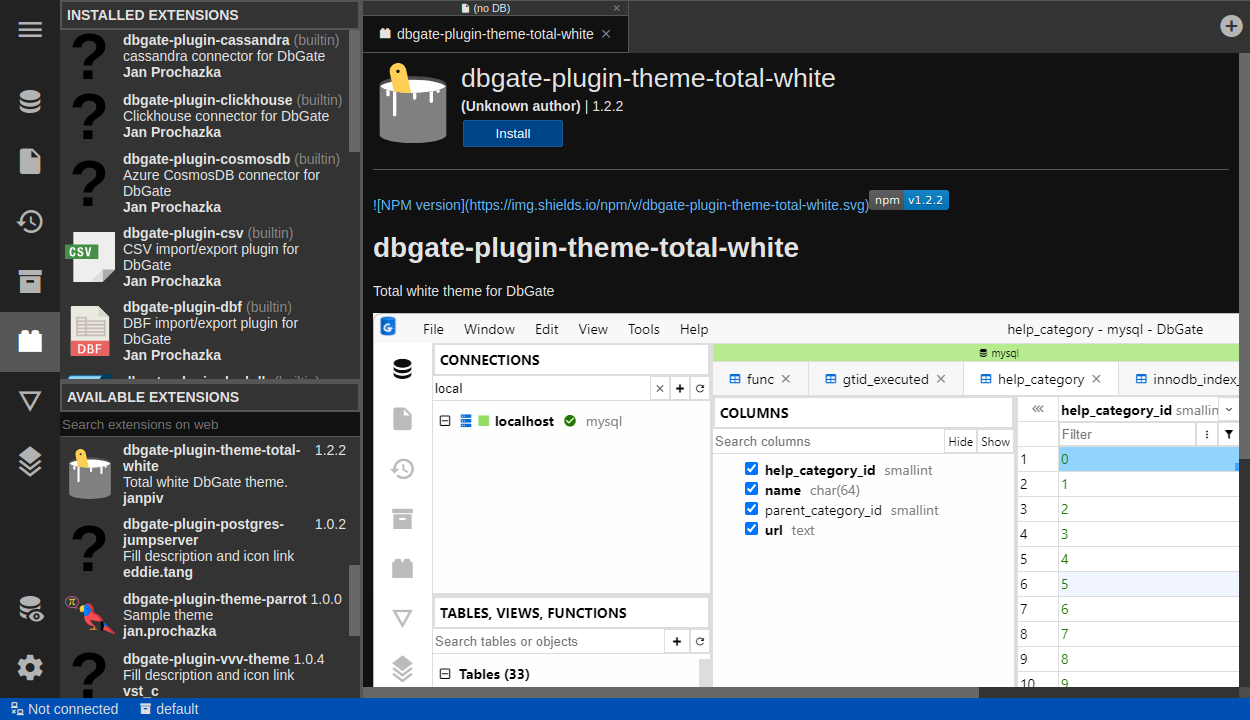 INSTALLED EXTENSIONS
dbgate-plugin-cassandra (builtin)
cassandra connector for DbGate
Jan Prochazka
dbgate-plugin-clickhouse (builtin)
Clickhouse connector for DbGate
Jan Prochazka
dbgate-plugin-cosmosdb (builtin)
Azure CosmosDB connector for
DbGate
Jan Prochazka
CSV
dbgate-plugin-csv (builtin)
CSV import/export plugin for
DbGate
Jan Prochazka
DBF
dbgate-plugin-dbf (builtin)
DBF import/export plugin for
DbGate
Jan Prochazka
AVAILABLE EXTENSIONS
Search extensions on web
dbgate-plugin-theme-total-white 1.2.2
Total white DbGate theme.
janpiv
dbgate-plugin-postgres-jumpserver 1.0.2
Fill description and icon link
eddie.tang
dbgate-plugin-theme-parrot 1.0.0
Sample theme
jan.prochazka
dbgate-plugin-vvv-theme 1.0.4
Fill description and icon link
vst_c
(no DB)
dbgate-plugin-theme-total-white
dbgate-plugin-theme-total-white
(Unknown author) | 1.2.2
Install
![NPM version](https://img.shields.io/npm/v/dbgate-plugin-theme-total-white.svg) npm v1.2.2
dbgate-plugin-theme-total-white
Total white theme for DbGate
File Window Edit View Tools Help help_category - mysql - DbGate
CONNECTIONS
local
localhost mysql
TABLES, VIEWS, FUNCTIONS
Search tables or objects
Tables (33)
mysql
func gtid_executed help_category innodb_index_
COLUMNS
Search columns Hide Show
help_category_id smallint
name char(64)
parent_category_id smallint
url text
help_category_id smallin
Filter
1 0
2 1
3 2
4 3
5 4
6 5
7 6
8 7
9 8
10 9
Not connected default